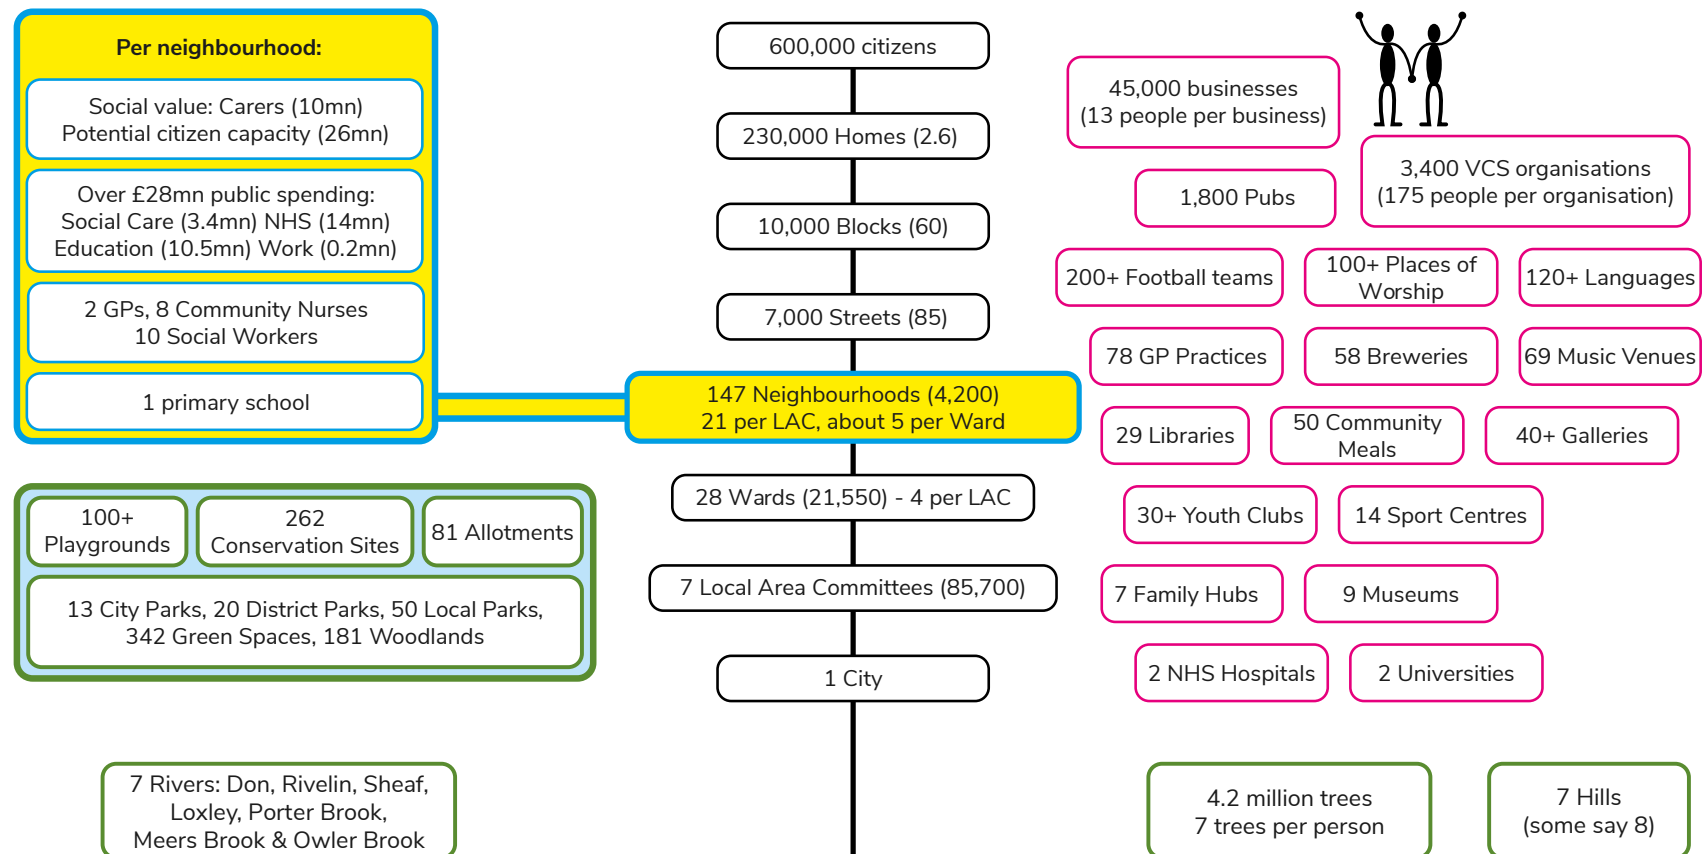 Per neighbourhood:
Social value: Carers (10mn)
Potential citizen capacity (26mn)
Over £28mn public spending:
Social Care (3.4mn) NHS (14mn)
Education (10.5mn) Work (0.2mn)
2 GPs, 8 Community Nurses
10 Social Workers
1 primary school
100+
Playgrounds
262
Conservation Sites
81 Allotments
13 City Parks, 20 District Parks, 50 Local Parks,
342 Green Spaces, 181 Woodlands
7 Rivers: Don, Rivelin, Sheaf,
Loxley, Porter Brook,
Meers Brook & Owler Brook
600,000 citizens
230,000 Homes (2.6)
10,000 Blocks (60)
7,000 Streets (85)
147 Neighbourhoods (4,200)
21 per LAC, about 5 per Ward
28 Wards (21,550) - 4 per LAC
7 Local Area Committees (85,700)
1 City
45,000 businesses
(13 people per business)
3,400 VCS organisations
(175 people per organisation)
1,800 Pubs
200+ Football teams
100+ Places of
Worship
120+ Languages
78 GP Practices
58 Breweries
69 Music Venues
29 Libraries
50 Community
Meals
40+ Galleries
30+ Youth Clubs
14 Sport Centres
7 Family Hubs
9 Museums
2 NHS Hospitals
2 Universities
4.2 million trees
7 trees per person
7 Hills
(some say 8)